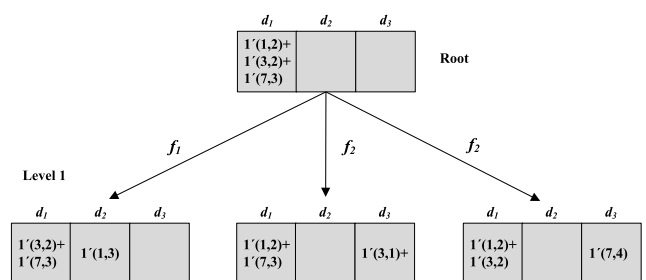 d1 d2 d3
1´(1,2)+
1´(3,2)+
1´(7,3)
Root
f1
f2
f2
Level 1
d1 d2 d3
1´(3,2)+
1´(7,3)
1´(1,3)
d1 d2 d3
1´(1,2)+
1´(7,3)
1´(3,1)+
d1 d2 d3
1´(1,2)+
1´(3,2)
1´(7,4)